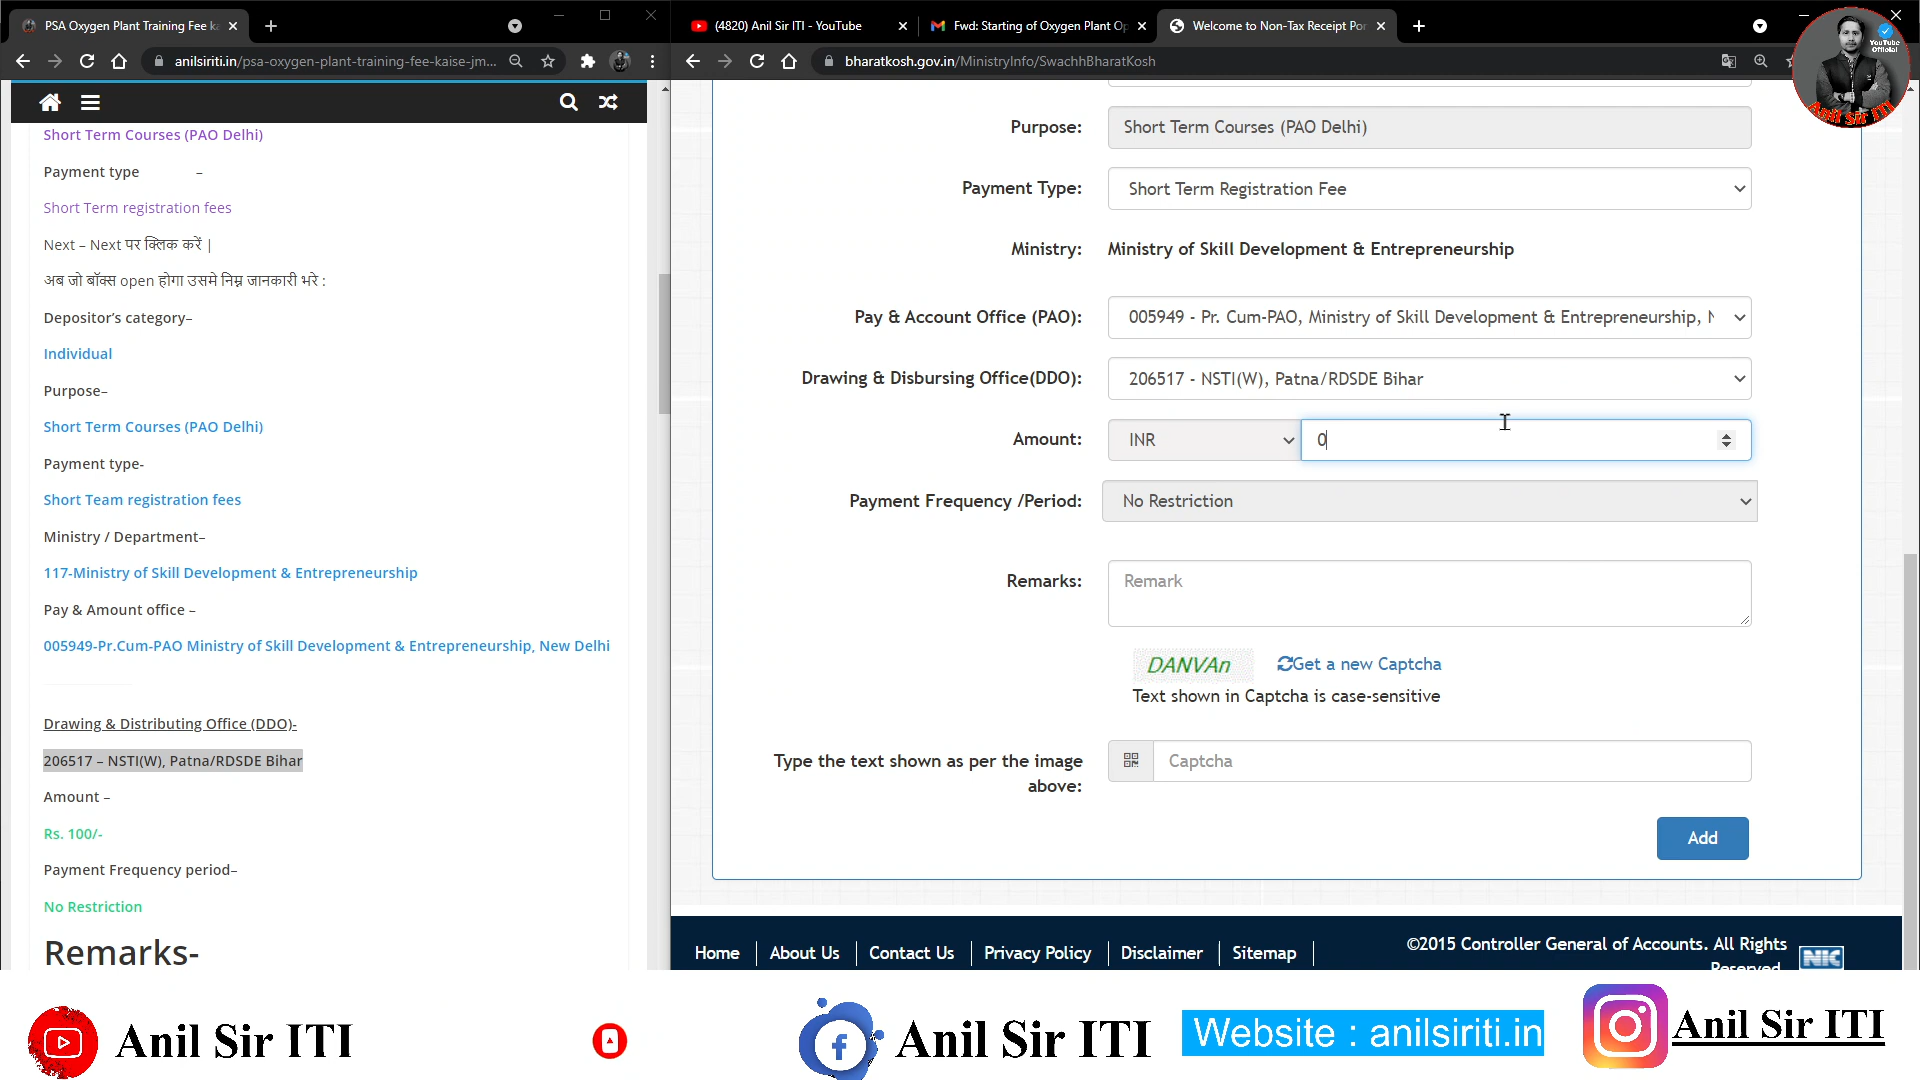 PSA Oxygen Plant Training Fee ka
(4820) Anil Sir ITI - YouTube
Fwd: Starting of Oxygen Plant Op
Welcome to Non-Tax Receipt Por
anilsiriti.in/psa-oxygen-plant-training-fee-kaise-jm...
bharatkosh.gov.in/MinistryInfo/SwachhBharatKosh
YouTube
Official
Anil Sir ITI
Short Term Courses (PAO Delhi)
Payment type –
Short Term registration fees
Next – Next पर क्लिक करें |
अब जो बॉक्स open होगा उसमे निम्न जानकारी भरे :
Depositor’s category–
Individual
Purpose–
Short Term Courses (PAO Delhi)
Payment type-
Short Team registration fees
Ministry / Department–
117-Ministry of Skill Development & Entrepreneurship
Pay & Amount office –
005949-Pr.Cum-PAO Ministry of Skill Development & Entrepreneurship, New Delhi
Drawing & Distributing Office (DDO)-
206517 – NSTI(W), Patna/RDSDE Bihar
Amount –
Rs. 100/-
Payment Frequency period–
No Restriction
Remarks-
Purpose: Short Term Courses (PAO Delhi)
Payment Type: Short Term Registration Fee
Ministry: Ministry of Skill Development & Entrepreneurship
Pay & Account Office (PAO): 005949 - Pr. Cum-PAO, Ministry of Skill Development & Entrepreneurship, N
Drawing & Disbursing Office(DDO): 206517 - NSTI(W), Patna/RDSDE Bihar
Amount: INR 0
Payment Frequency /Period: No Restriction
Remarks: Remark
DANVAn Get a new Captcha
Text shown in Captcha is case-sensitive
Type the text shown as per the image
above:
Captcha
Add
Home About Us Contact Us Privacy Policy Disclaimer Sitemap
©2015 Controller General of Accounts. All Rights
Reserved.
NIC
Anil Sir ITI
Anil Sir ITI
Website : anilsiriti.in
Anil Sir ITI